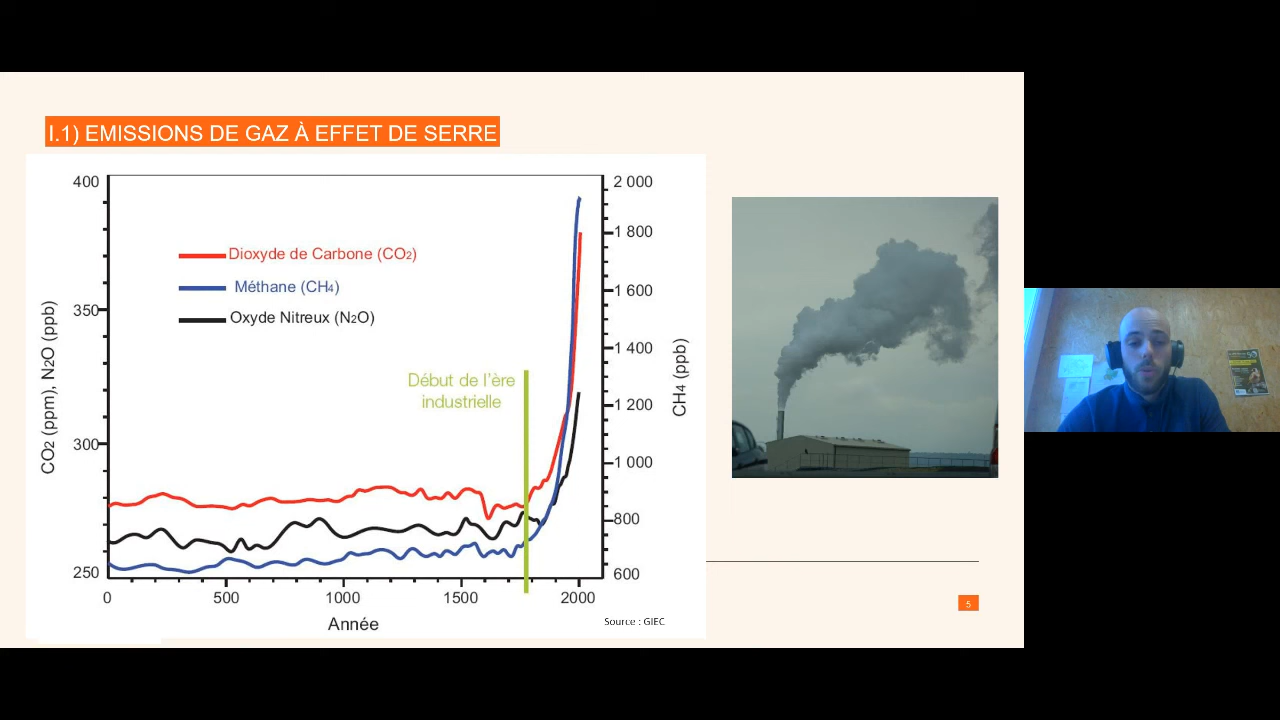 I.1) EMISSIONS DE GAZ À EFFET DE SERRE
400
350
300
250
CO2 (ppm), N2O (ppb)
Dioxyde de Carbone (CO2)
Méthane (CH4)
Oxyde Nitreux (N2O)
Début de l'ère
industrielle
2 000
1 800
1 600
1 400
1 200
1 000
800
600
CH4 (ppb)
0 500 1000 1500 2000
Année
Source : GIEC
5